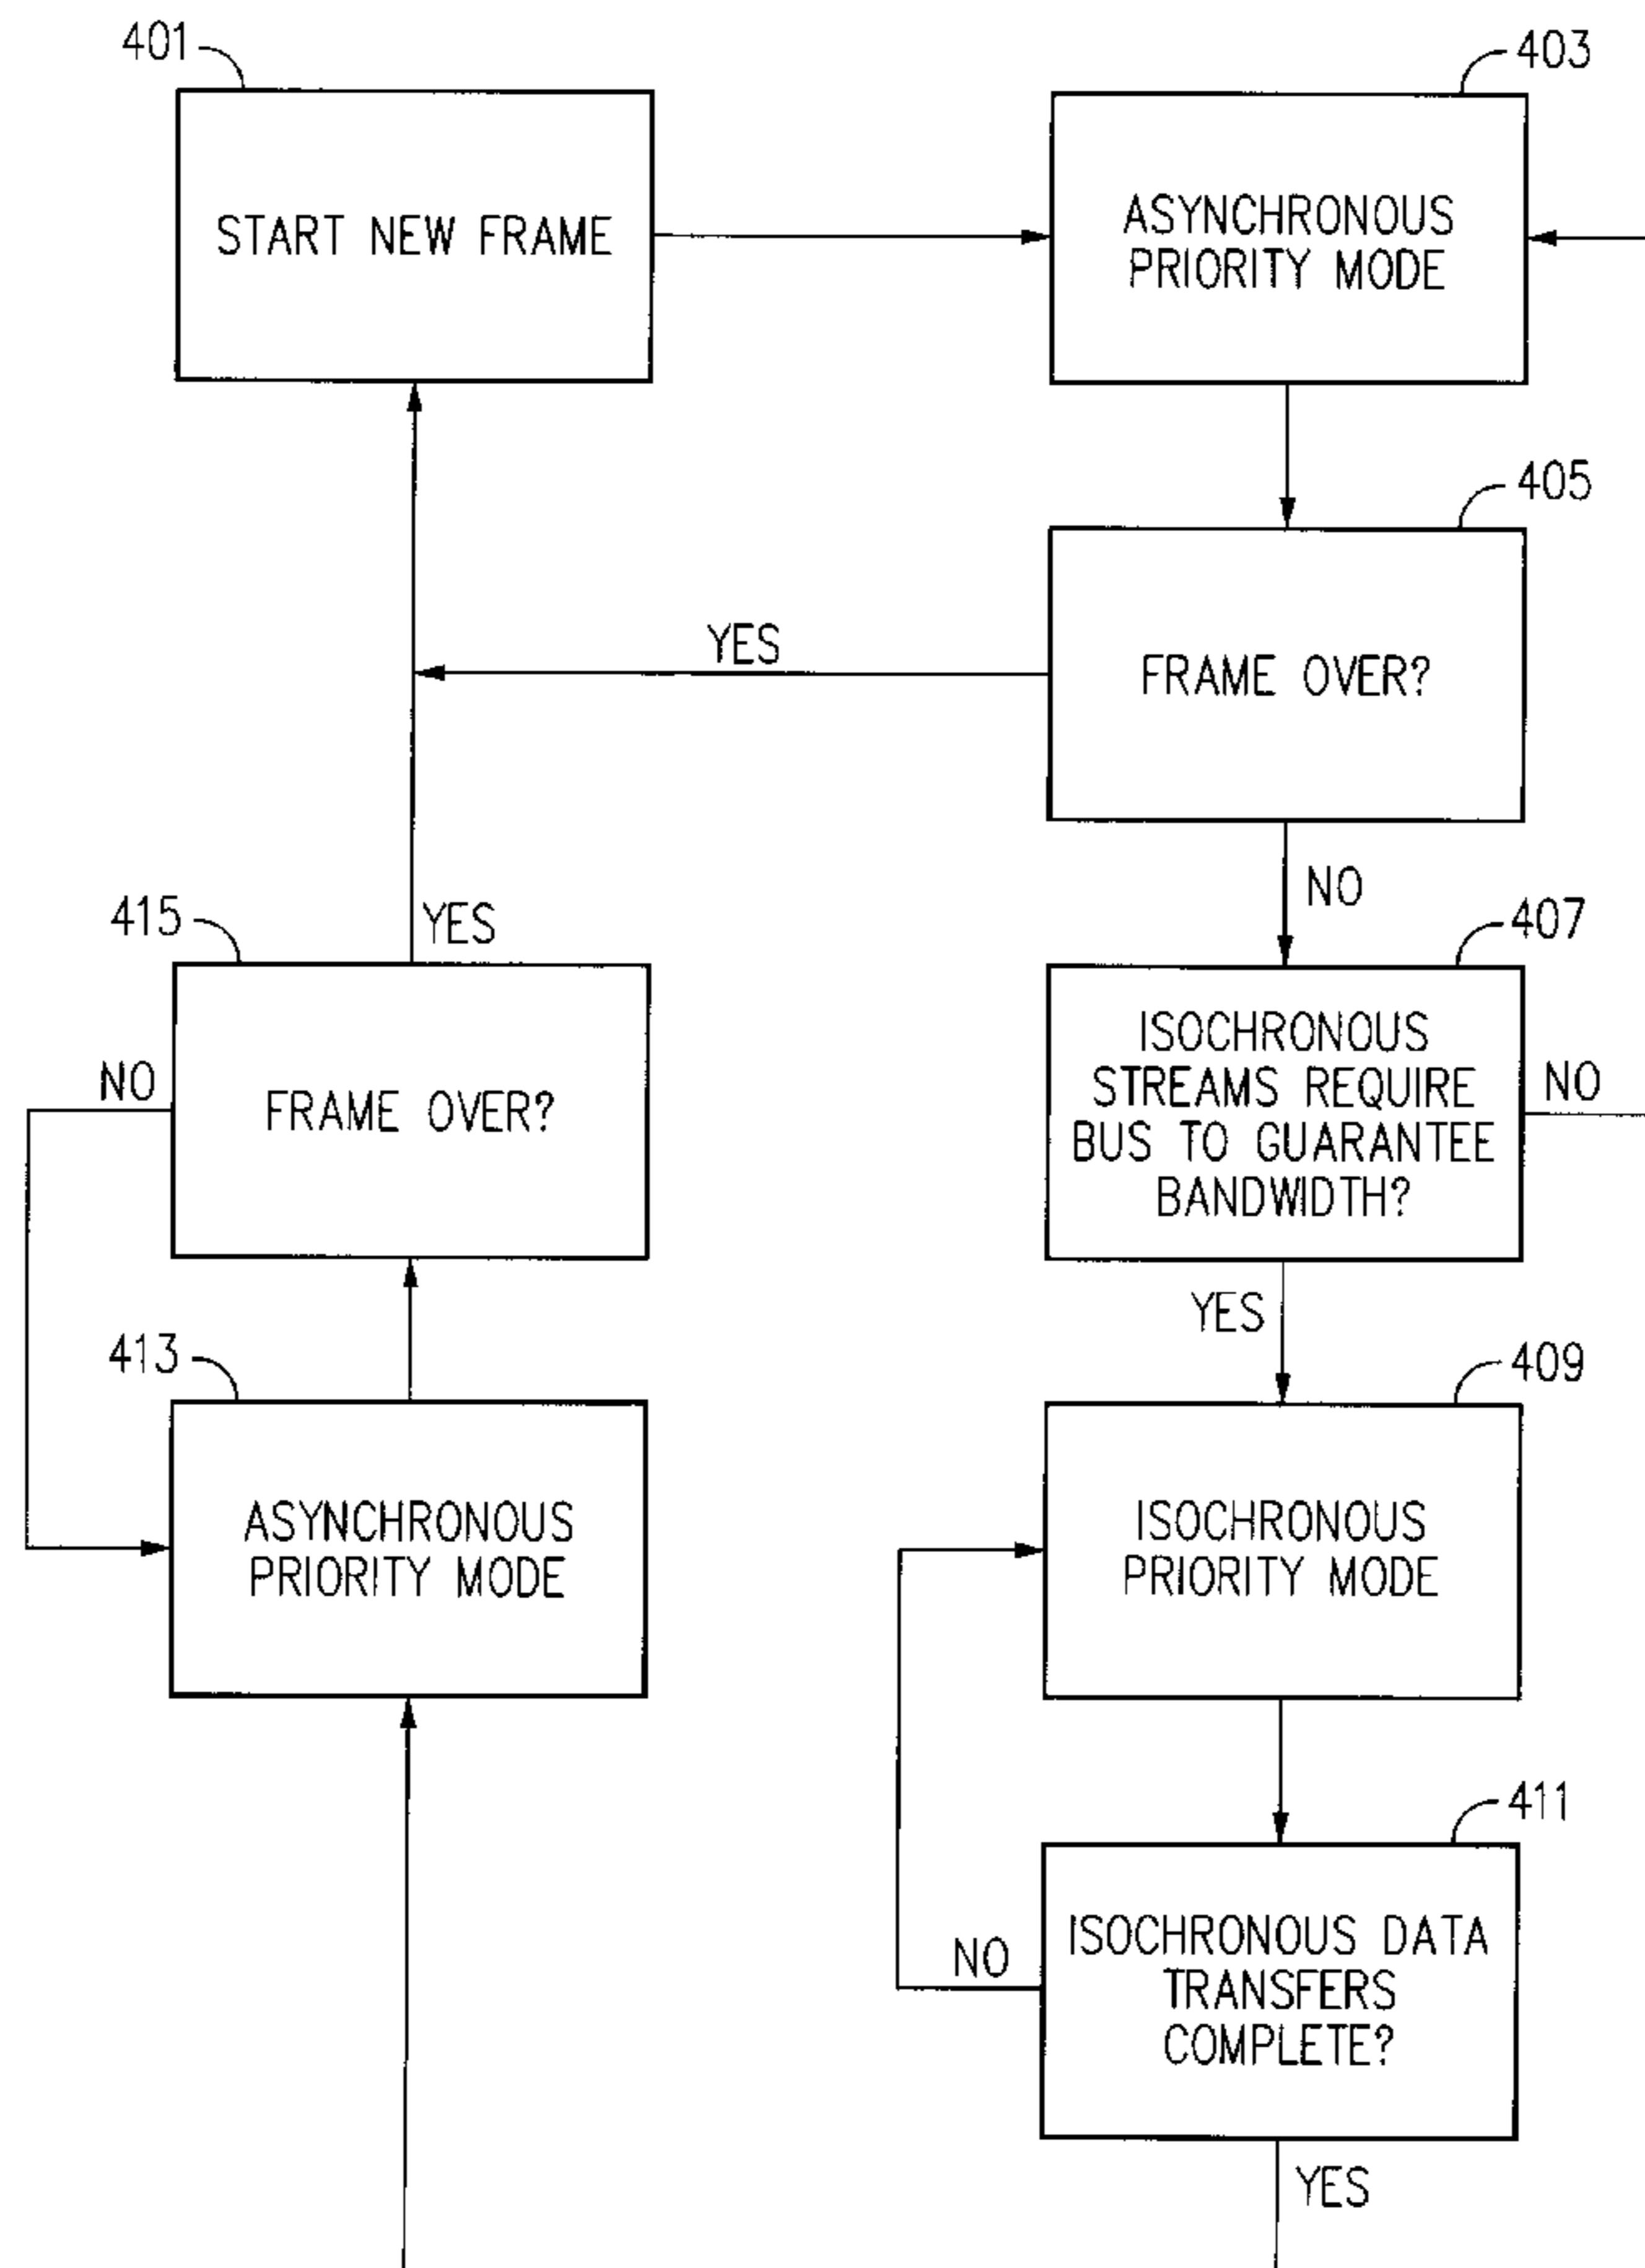 401
START NEW FRAME
403
ASYNCHRONOUS
PRIORITY MODE
405
FRAME OVER?
YES
NO
407
ISOCHRONOUS
STREAMS REQUIRE
BUS TO GUARANTEE
BANDWIDTH?
NO
YES
409
ISOCHRONOUS
PRIORITY MODE
411
ISOCHRONOUS DATA
TRANSFERS
COMPLETE?
NO
YES
413
ASYNCHRONOUS
PRIORITY MODE
415
FRAME OVER?
NO
YES